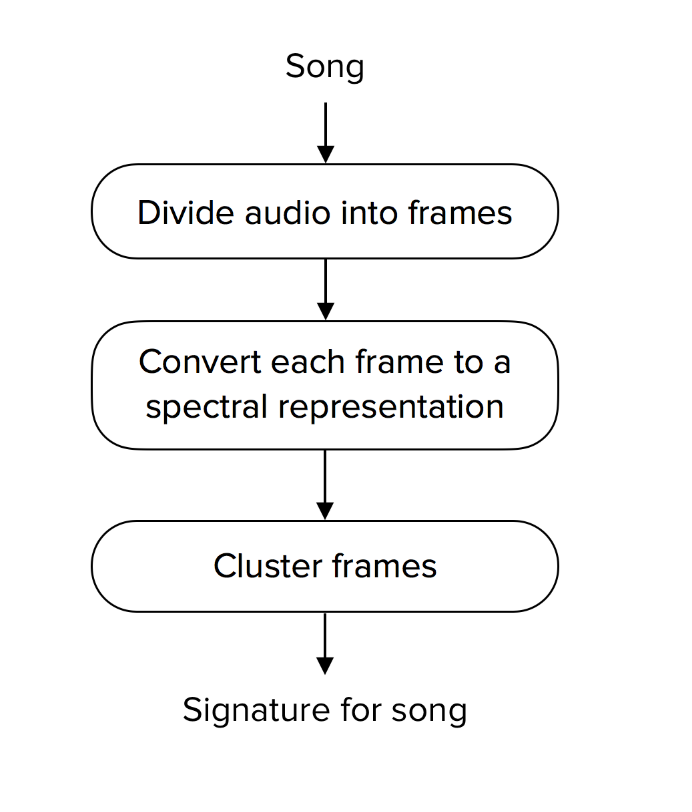 Song
Divide audio into frames
Convert each frame to a
spectral representation
Cluster frames
Signature for song